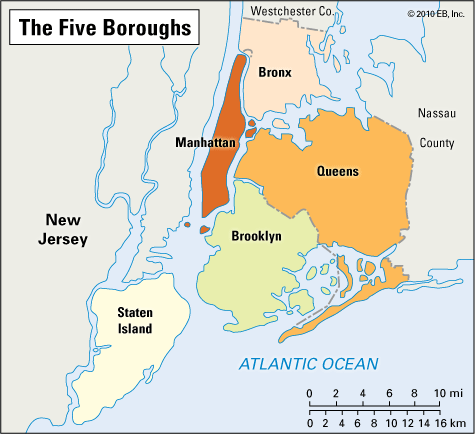 The Five Boroughs
Westchester Co.
© 2010 EB, Inc.
Bronx
Nassau
County
Manhattan
Queens
New
Jersey
Brooklyn
Staten
Island
ATLANTIC OCEAN
0 2 4 6 8 10 mi
0 2 4 6 8 10 12 14 16 km